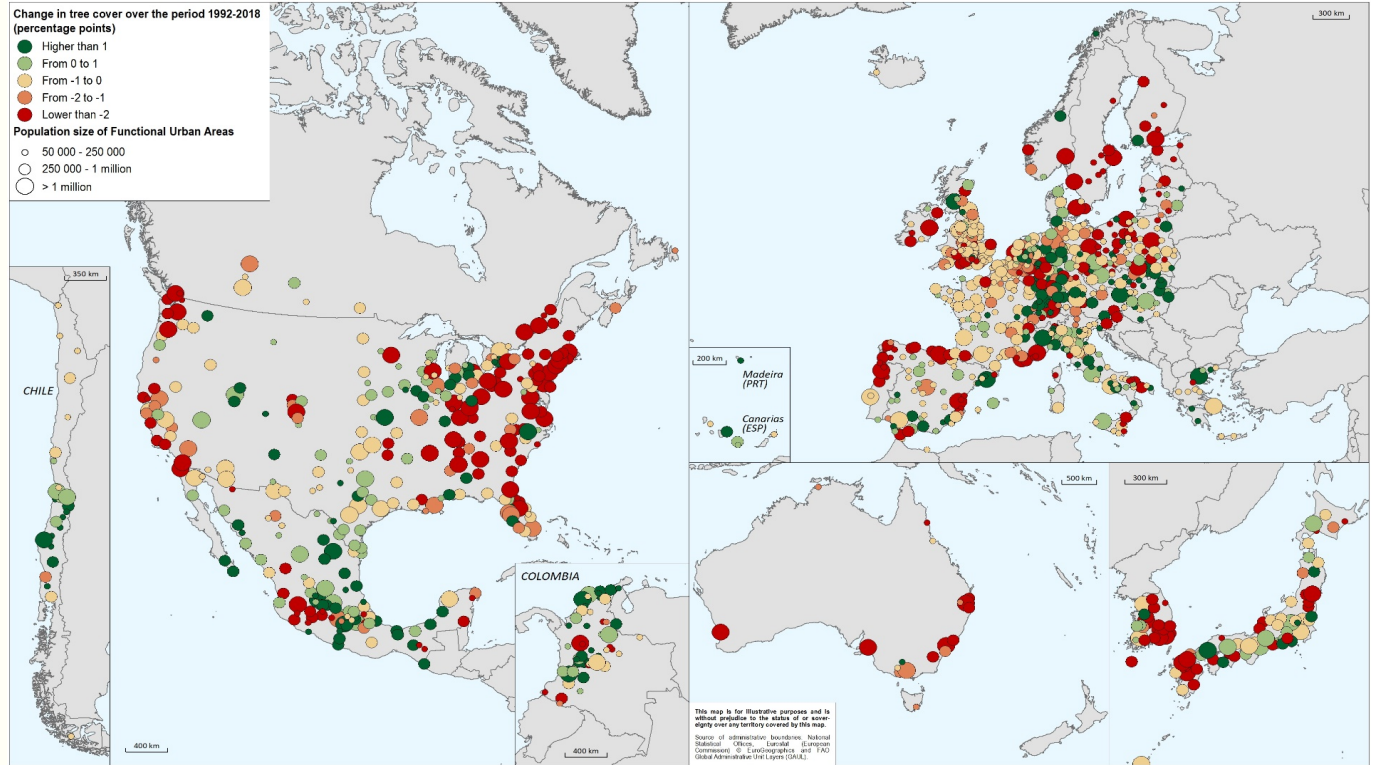 Change in tree cover over the period 1992-2018
(percentage points)
Higher than 1
From 0 to 1
From -1 to 0
From -2 to -1
Lower than -2
Population size of Functional Urban Areas
50 000 - 250 000
250 000 - 1 million
> 1 million
300 km
350 km
CHILE
200 km
Madeira
(PRT)
Canarias
(ESP)
500 km
300 km
COLOMBIA
400 km
400 km
This map is for illustrative purposes and is
without prejudice to the status of or sover-
eignty over any territory covered by this map.
Source of administrative boundaries: National
Statistical Offices, Eurostat (European
Commission) © EuroGeographics and FAO
Global Administrative Unit Layers (GAUL).